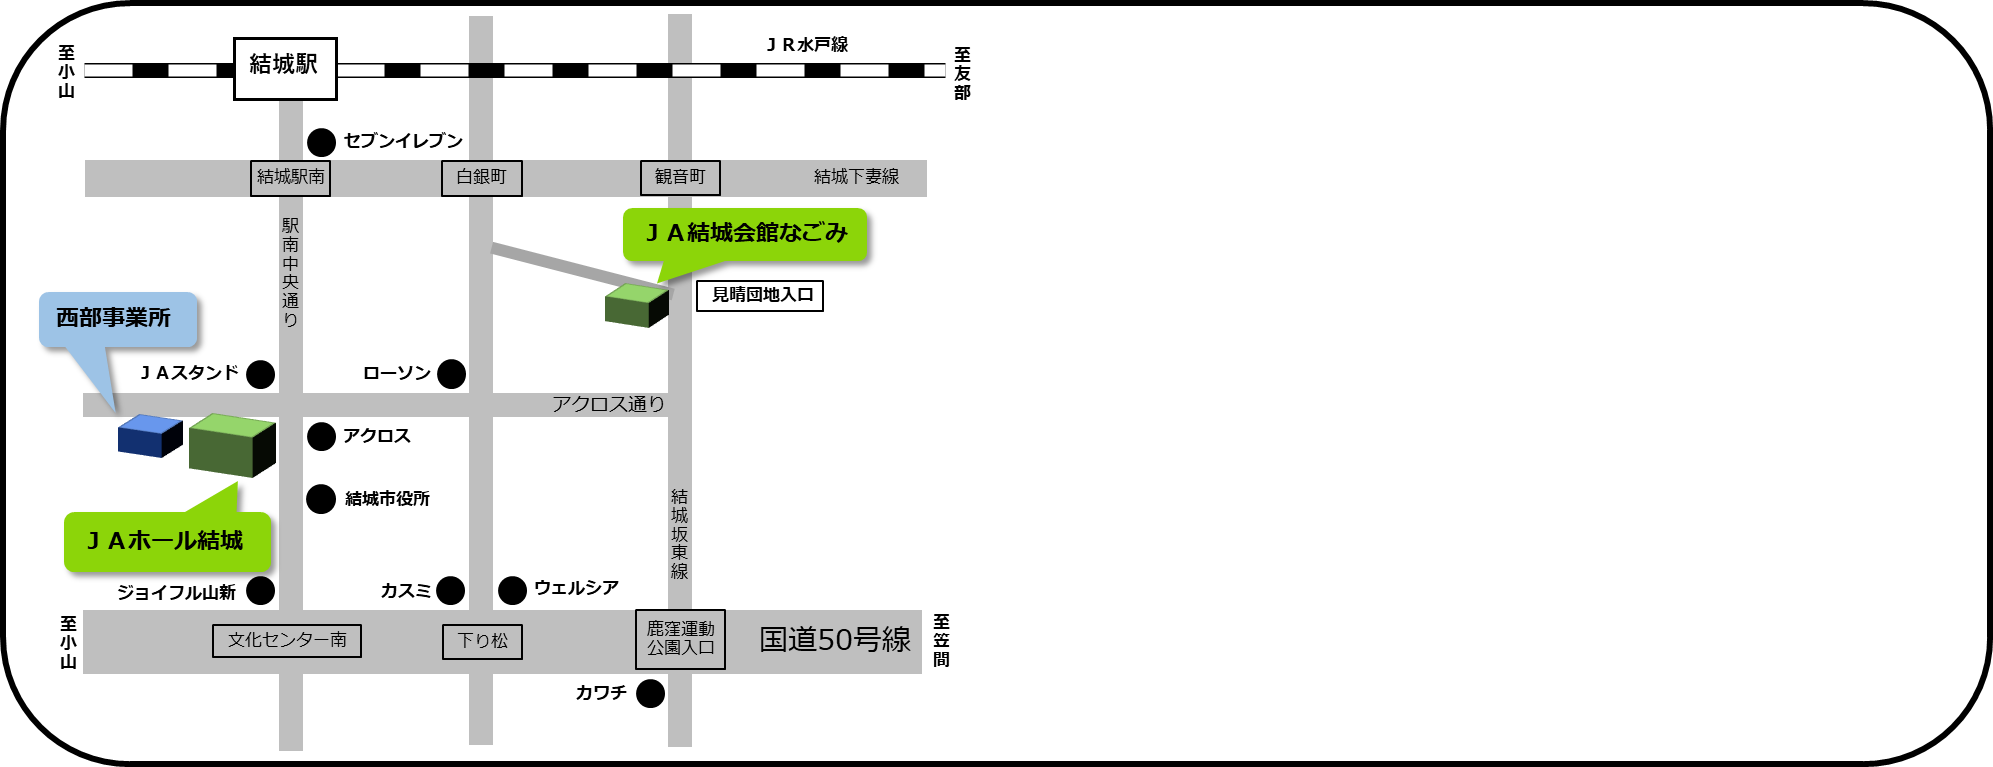 ＪＲ水戸線
至小山
結城駅
至友部
セブンイレブン
結城駅南
白銀町
観音町
結城下妻線
駅南中央通り
ＪＡ結城会館なごみ
見晴団地入口
西部事業所
ＪＡスタンド
ローソン
アクロス通り
アクロス
結城市役所
結城坂東線
ＪＡホール結城
ジョイフル山新
カスミ
ウェルシア
至小山
文化センター南
下り松
鹿窪運動
公園入口
国道50号線
至笠間
カワチ